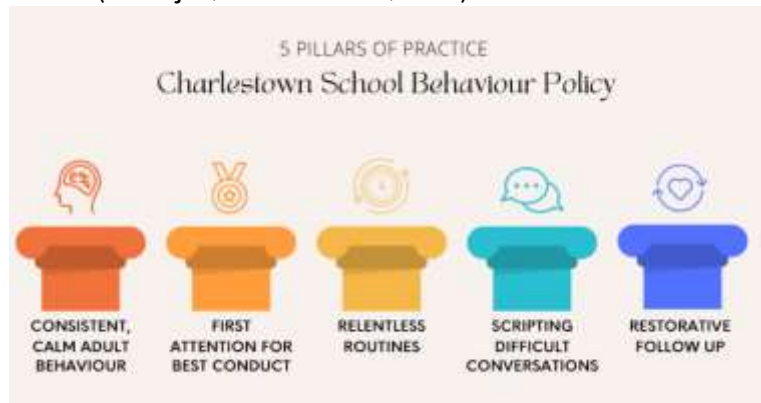 5 PILLARS OF PRACTICE
Charlestown School Behaviour Policy
CONSISTENT,
CALM ADULT
BEHAVIOUR
FIRST
ATTENTION FOR
BEST CONDUCT
RELENTLESS
ROUTINES
SCRIPTING
DIFFICULT
CONVERSATIONS
RESTORATIVE
FOLLOW UP